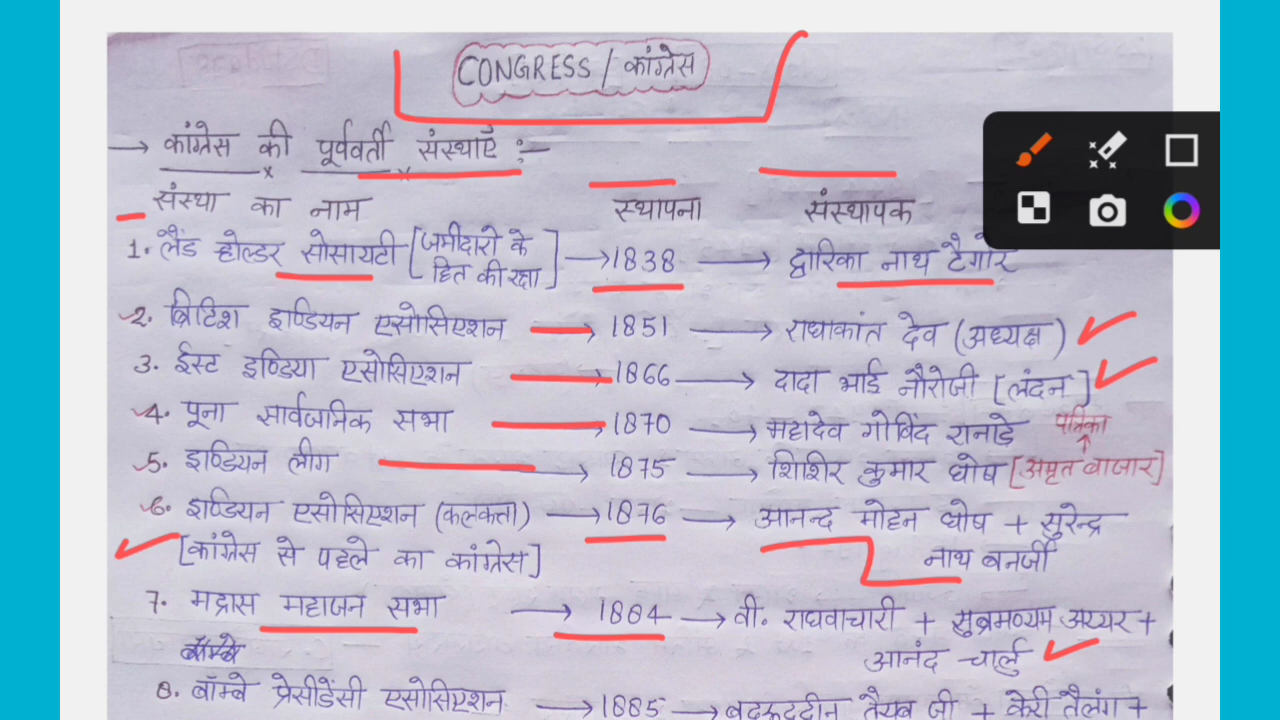 CONGRESS / कांग्रेस
→ कांग्रेस की पूर्ववर्ती संस्थाएँ :-
संस्था का नाम स्थापना संस्थापक
1. लैंड होल्डर सोसायटी [जमीदारो के हित की रक्षा] → 1838 → द्वारिका नाथ टैगोर
2. ब्रिटिश इण्डियन एसोसिएशन 1851 → राधाकांत देव (अध्यक्ष)
3. ईस्ट इण्डिया एसोसिएशन 1866 → दादा भाई नौरोजी [लंदन]
4. पूना सार्वजनिक सभा → 1870 → महादेव गोबिंद रानाडे पत्रिका
5. इण्डियन लीग → 1875 → शिशिर कुमार घोष [अमृत बाजार]
6. इण्डियन एसोसिएशन (कलकत्ता) → 1876 → आनन्द मोहन घोष + सुरेन्द्र
[कांग्रेस से पहले का कांग्रेस] नाथ बनर्जी
7. मद्रास महाजन सभा → 1884 → वी. राघवाचारी + सुब्रमण्यम अय्यर +
आनंद चार्लु
8. बॉम्बे प्रेसीडेंसी एसोसिएशन → 1885 → बदरूददीन तैयब जी + केरी तैलंग +